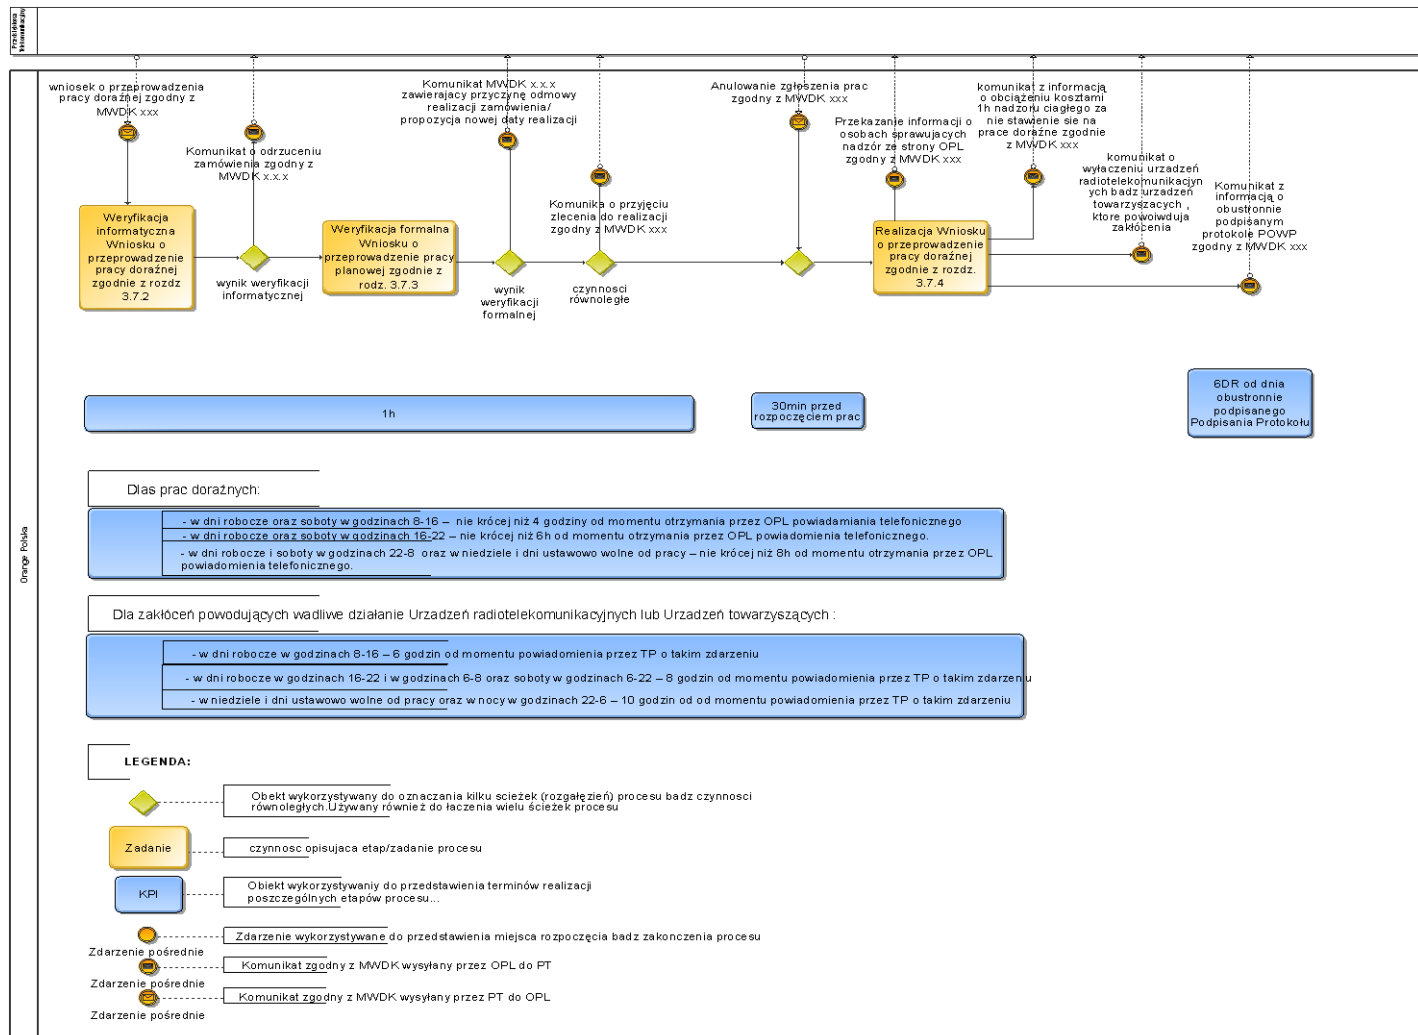 Przedsiębiorca
telekomunikacyjny
Orange Polska
wniosek o przeprowadzenia
pracy doraźnej zgodny z
MWDK xxx
Komunikat o odrzuceniu
zamówienia zgodny z
MWDK x.x.x
Komunikat MWDK x.x.x
zawierajacy przyczynę odmowy
realizacji zamówienia/
propozycja nowej daty realizacji
Komunika o przyjęciu
zlecenia do realizacji
zgodny z MWDK xxx
Anulowanie zgłoszenia prac
zgodny z MWDK xxx
Przekazanie informacji o
osobach sprawujacych
nadzór ze strony OPL
zgodny z MWDK xxx
komunikat z informacją
o obciążeniu kosztami
1h nadzoru ciagłego za
nie stawienie sie na
prace doraźne zgodnie
z MWDK xxx
komunikat o
wyłaczeniu urzadzeń
radiotelekomunikacyjn
ych badz urzadzeń
towarzyszacych ,
ktore powoiwduja
zakłócenia
Komunikat z
informacją o
obustronnie
podpisanym
protokole POWP
zgodny z MWDK xxx
Weryfikacja
informatyczna
Wniosku o
przeprowadzenie
pracy doraźnej
zgodnie z rozdz
3.7.2
wynik weryfikacji
informatycznej
Weryfikacja formalna
Wniosku o
przeprowadzenie pracy
planowej zgodnie z
rodz. 3.7.3
wynik
weryfikacji
formalnej
czynnosci
równoległe
Realizacja Wniosku
o przeprowadzenie
pracy doraźnej
zgodnie z rozdz.
3.7.4
1h
30min przed
rozpoczęciem prac
6DR od dnia
obustronnie
podpisanego
Podpisania Protokołu
Dlas prac doraźnych:
- w dni robocze oraz soboty w godzinach 8-16 – nie krócej niż 4 godziny od momentu otrzymania przez OPL powiadamiania telefonicznego
- w dni robocze oraz soboty w godzinach 16-22 – nie krócej niż 6h od momentu otrzymania przez OPL powiadomienia telefonicznego.
- w dni robocze i soboty w godzinach 22-8 oraz w niedziele i dni ustawowo wolne od pracy – nie krócej niż 8h od momentu otrzymania przez OPL
powiadomienia telefonicznego.
Dla zakłóceń powodujących wadliwe działanie Urzadzeń radiotelekomunikacyjnych lub Urzadzeń towarzyszących :
- w dni robocze w godzinach 8-16 – 6 godzin od momentu powiadomienia przez TP o takim zdarzeniu
- w dni robocze w godzinach 16-22 i w godzinach 6-8 oraz soboty w godzinach 6-22 – 8 godzin od momentu powiadomienia przez TP o takim zdarzeniu
- w niedziele i dni ustawowo wolne od pracy oraz w nocy w godzinach 22-6 – 10 godzin od od momentu powiadomienia przez TP o takim zdarzeniu
LEGENDA:
Obekt wykorzystywany do oznaczania kilku scieżek (rozgałęzień) procesu badz czynnosci
równoległych.Używany również do łaczenia wielu ścieżek procesu
Zadanie
czynnosc opisujaca etap/zadanie procesu
KPI
Obiekt wykorzystywaniy do przedstawienia terminów realizacji
poszczególnych etapów procesu...
Zdarzenie pośrednie
Zdarzenie wykorzystywane do przedstawienia miejsca rozpoczęcia badz zakonczenia procesu
Zdarzenie pośrednie
Komunikat zgodny z MWDK wysyłany przez OPL do PT
Zdarzenie pośrednie
Komunikat zgodny z MWDK wysyłany przez PT do OPL